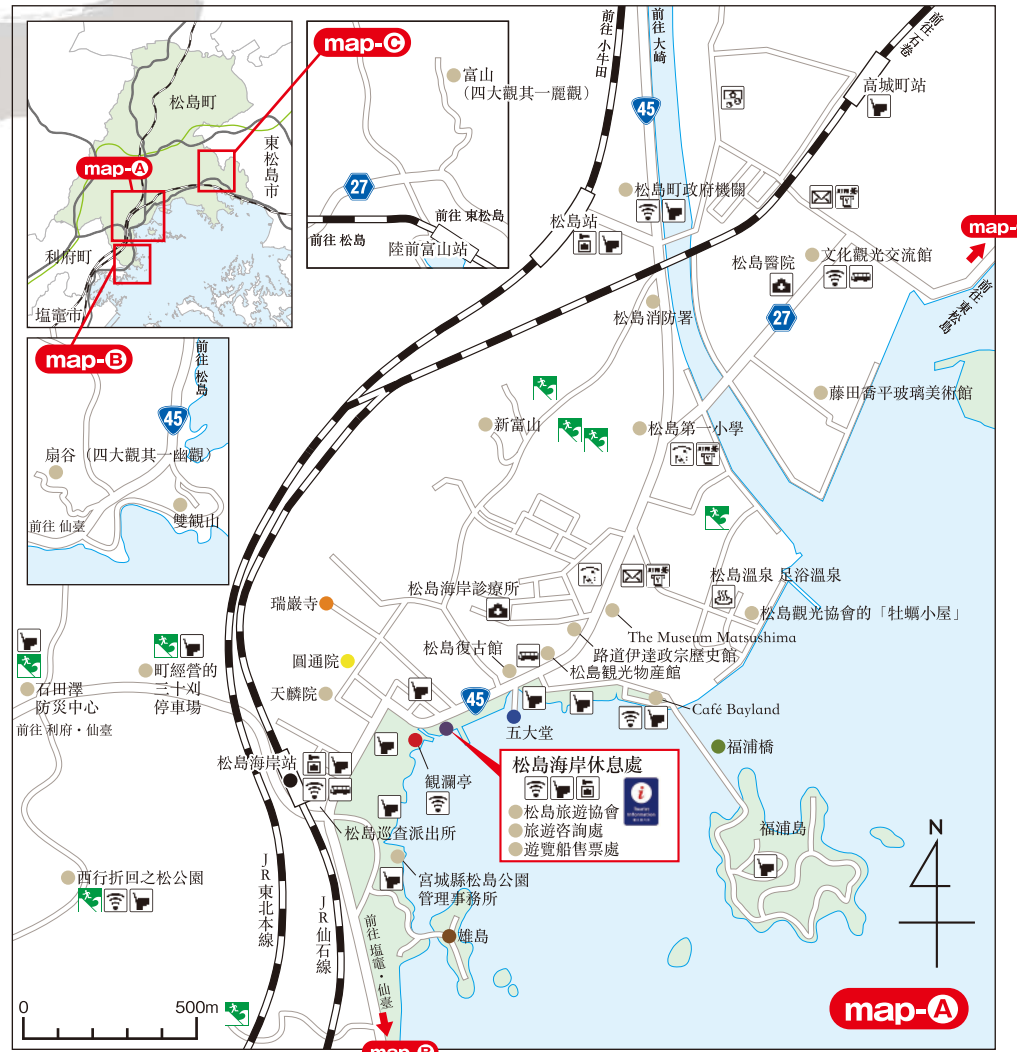 map-C
富山
(四大觀其一麗觀)
27
前往 松島
前往 東松島
陸前富山站
松島町
東松島市
map-A
利府町
塩竈市
map-B
前往 松島
45
扇谷(四大觀其一幽觀)
雙観山
前往 仙臺
前往 小牛田
前往 大崎
45
前往 石卷
高城町站
松島町政府機關
松島站
map-
前往 東松島
文化觀光交流館
松島醫院
27
松島消防署
藤田喬平玻璃美術館
新富山
松島第一小學
松島溫泉 足浴溫泉
松島觀光協會的「牡蠣小屋」
松島海岸診療所
瑞巖寺
The Museum Matsushima
路道伊達政宗歷史館
松島復古館
松島観光物産館
圓通院
天麟院
45
Café Bayland
五大堂
福浦橋
石田澤
防災中心
町經營的
三十刈
停車場
前往 利府・仙臺
松島海岸站
観瀾亭
松島海岸休息處
i
Tourist
Information
松島旅遊協會
旅遊咨詢處
遊覽船售票處
松島巡查派出所
福浦島
宮城縣松島公園
管理事務所
西行折回之松公園
雄島
JR東北本線
JR仙石線
前往 塩竈・仙臺
N
0
500m
map-A
map-B